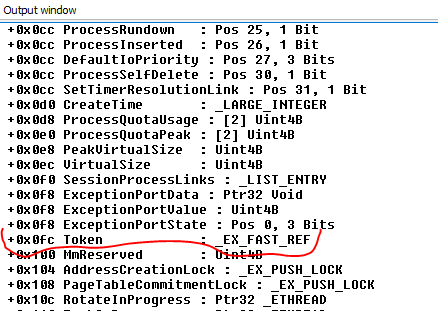 Output window
+0x0cc ProcessRundown   : Pos 25, 1 Bit
+0x0cc ProcessInserted  : Pos 26, 1 Bit
+0x0cc DefaultIoPriority : Pos 27, 3 Bits
+0x0cc ProcessSelfDelete : Pos 30, 1 Bit
+0x0cc SetTimerResolutionLink : Pos 31, 1 Bit
+0x0d0 CreateTime       : _LARGE_INTEGER
+0x0d8 ProcessQuotaUsage : [2] Uint4B
+0x0e0 ProcessQuotaPeak : [2] Uint4B
+0x0e8 PeakVirtualSize  : Uint4B
+0x0ec VirtualSize      : Uint4B
+0x0f0 SessionProcessLinks : _LIST_ENTRY
+0x0f8 ExceptionPortData : Ptr32 Void
+0x0f8 ExceptionPortValue : Uint4B
+0x0f8 ExceptionPortState : Pos 0, 3 Bits
+0x0fc Token            : _EX_FAST_REF
+0x100 MmReserved       : Uint4B
+0x104 AddressCreationLock : _EX_PUSH_LOCK
+0x108 PageTableCommitmentLock : _EX_PUSH_LOCK
+0x10c RotateInProgress : Ptr32 _ETHREAD